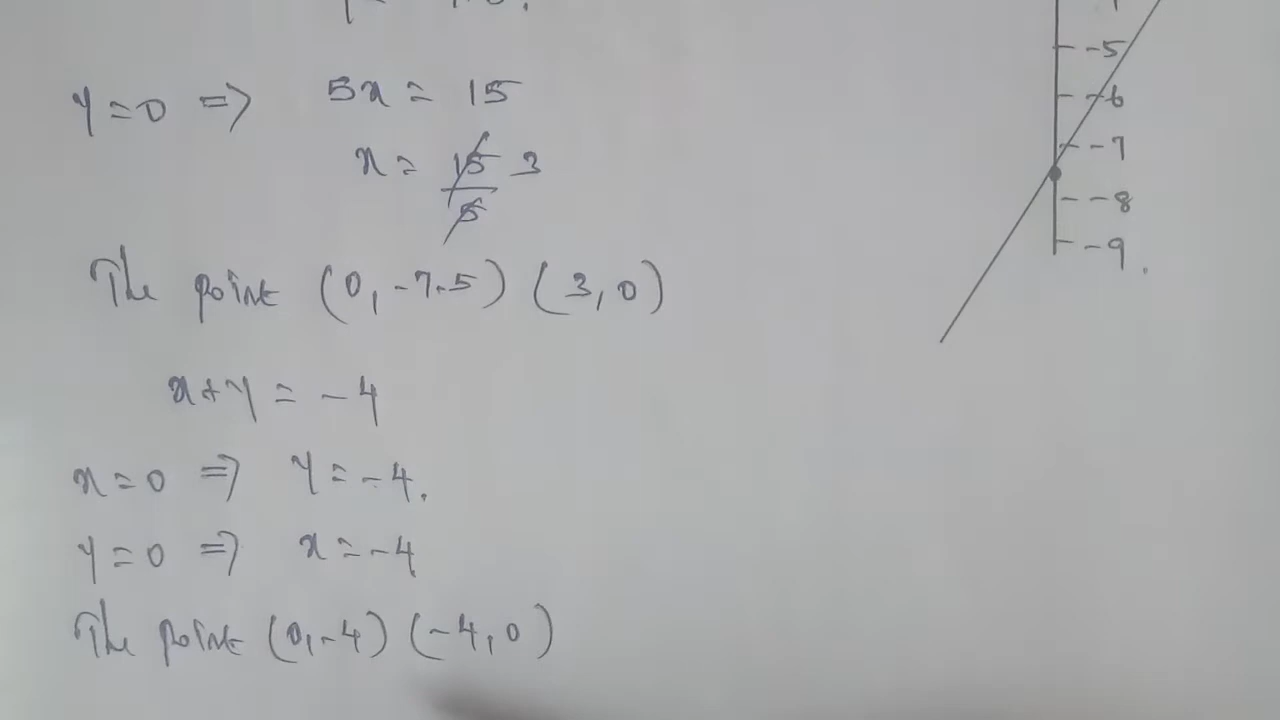 y = 0 ⇒ 5x = 15
x = 15/5 3
The point (0, -7.5) (3, 0)
x + y = -4
x = 0 ⇒ y = -4.
y = 0 ⇒ x = -4
The point (0, -4) (-4, 0)
-5
-6
-7
-8
-9.